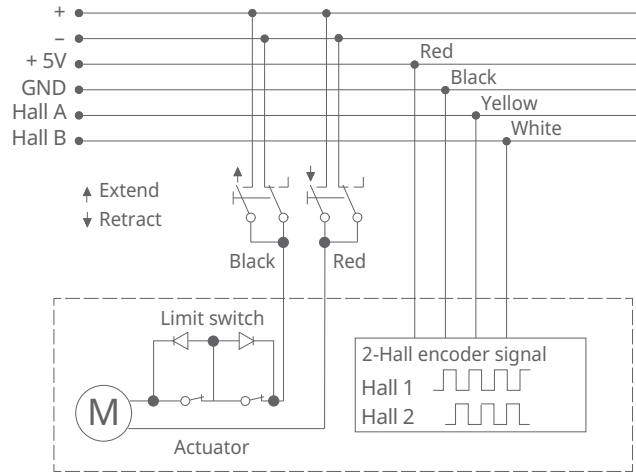 +
–
+ 5V
Red
GND
Black
Hall A
Yellow
Hall B
White
Extend
Retract
Black
Red
Limit switch
2-Hall encoder signal
Hall 1
Hall 2
M
Actuator